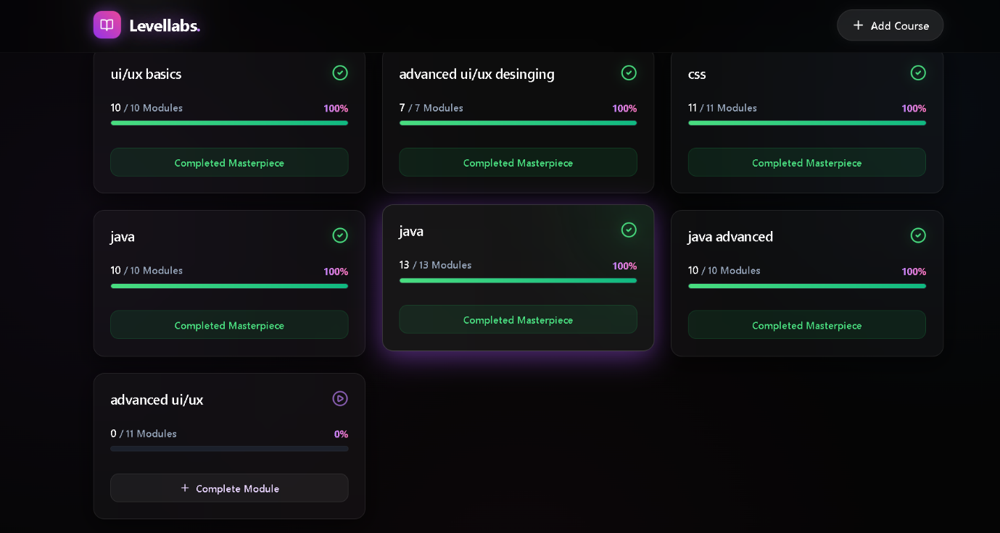 Levellabs.
+ Add Course
ui/ux basics
10 / 10 Modules 100%
Completed Masterpiece
advanced ui/ux desinging
7 / 7 Modules 100%
Completed Masterpiece
css
11 / 11 Modules 100%
Completed Masterpiece
java
10 / 10 Modules 100%
Completed Masterpiece
java
13 / 13 Modules 100%
Completed Masterpiece
java advanced
10 / 10 Modules 100%
Completed Masterpiece
advanced ui/ux
0 / 11 Modules 0%
+ Complete Module